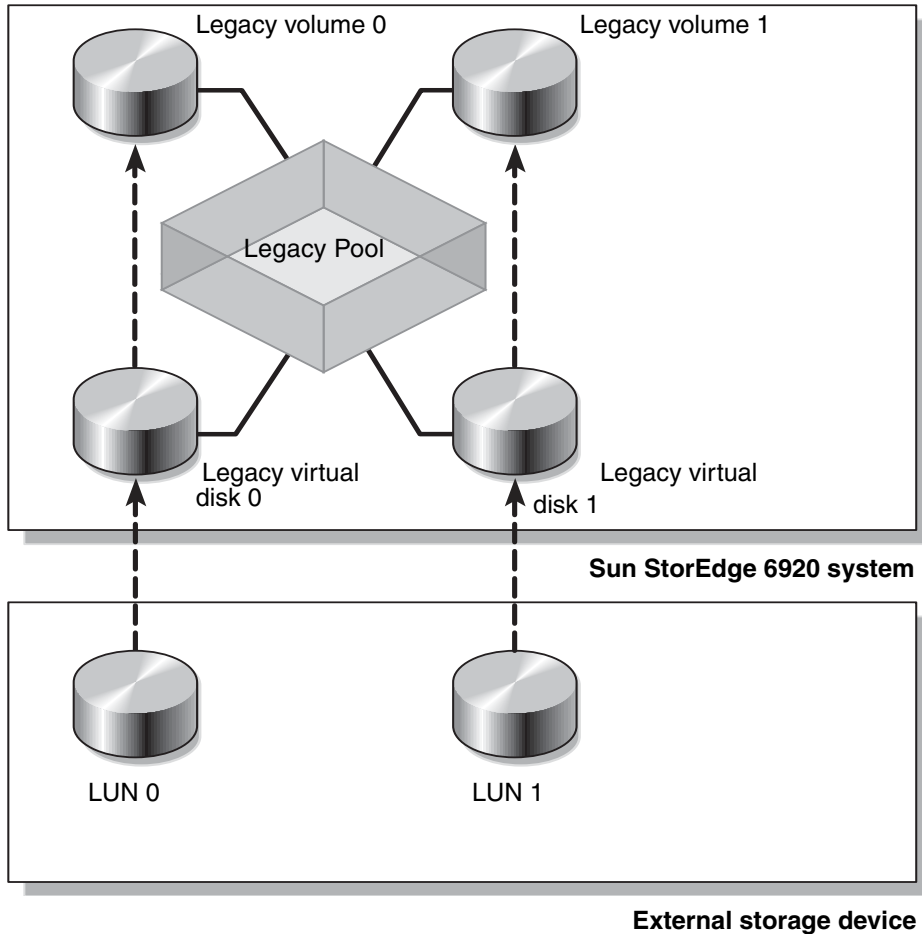 Legacy volume 0
Legacy volume 1
Legacy Pool
Legacy virtual
disk 0
Legacy virtual
disk 1
Sun StorEdge 6920 system
LUN 0
LUN 1
External storage device